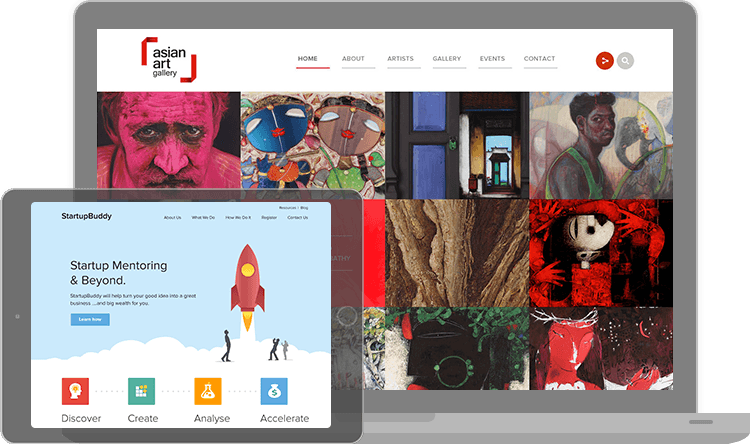 asian
art
gallery
HOME ABOUT ARTISTS GALLERY EVENTS CONTACT
Resources | Blog
StartupBuddy
About Us What We Do How We Do It Register Contact Us
Startup Mentoring
& Beyond.
StartupBuddy will help turn your good idea into a great
business ....and big wealth for you.
Learn how
Discover Create Analyse Accelerate